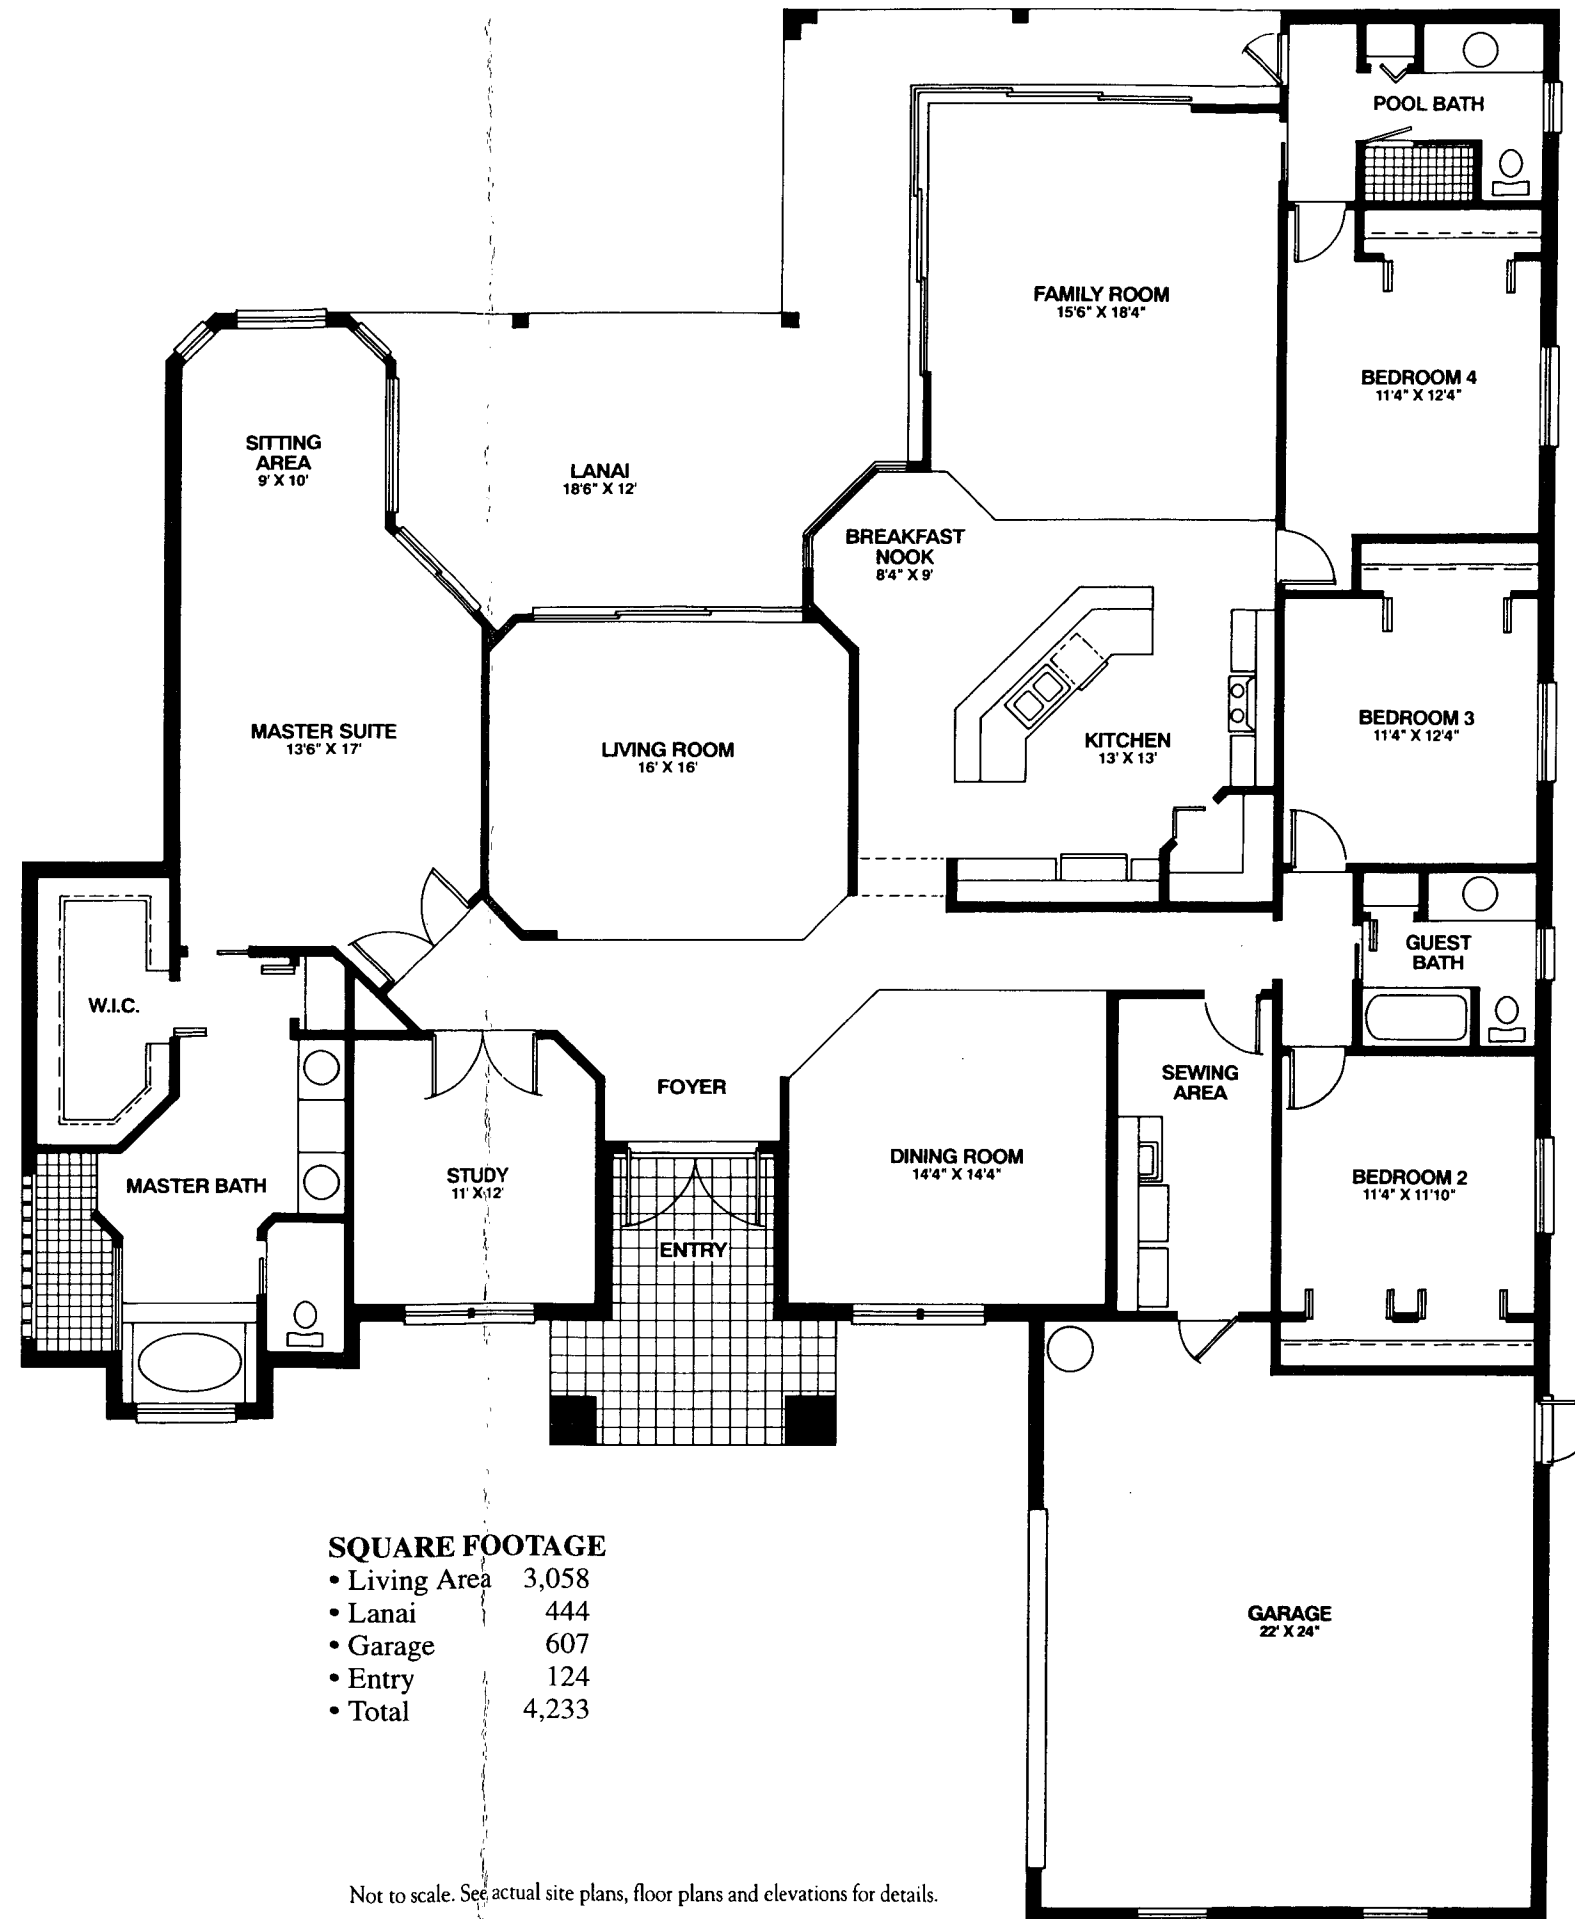 POOL BATH
FAMILY ROOM
15'6" X 18'4"
BEDROOM 4
11'4" X 12'4"
SITTING
AREA
9' X 10'
LANAI
18'6" X 12'
BREAKFAST
NOOK
8'4" X 9'
MASTER SUITE
13'6" X 17'
LIVING ROOM
16' X 16'
KITCHEN
13' X 13'
BEDROOM 3
11'4" X 12'4"
W.I.C.
GUEST
BATH
FOYER
SEWING
AREA
MASTER BATH
STUDY
11' X 12'
DINING ROOM
14'4" X 14'4"
BEDROOM 2
11'4" X 11'10"
ENTRY
SQUARE FOOTAGE
• Living Area 3,058
• Lanai 444
• Garage 607
• Entry 124
• Total 4,233
GARAGE
22' X 24"
Not to scale. See actual site plans, floor plans and elevations for details.